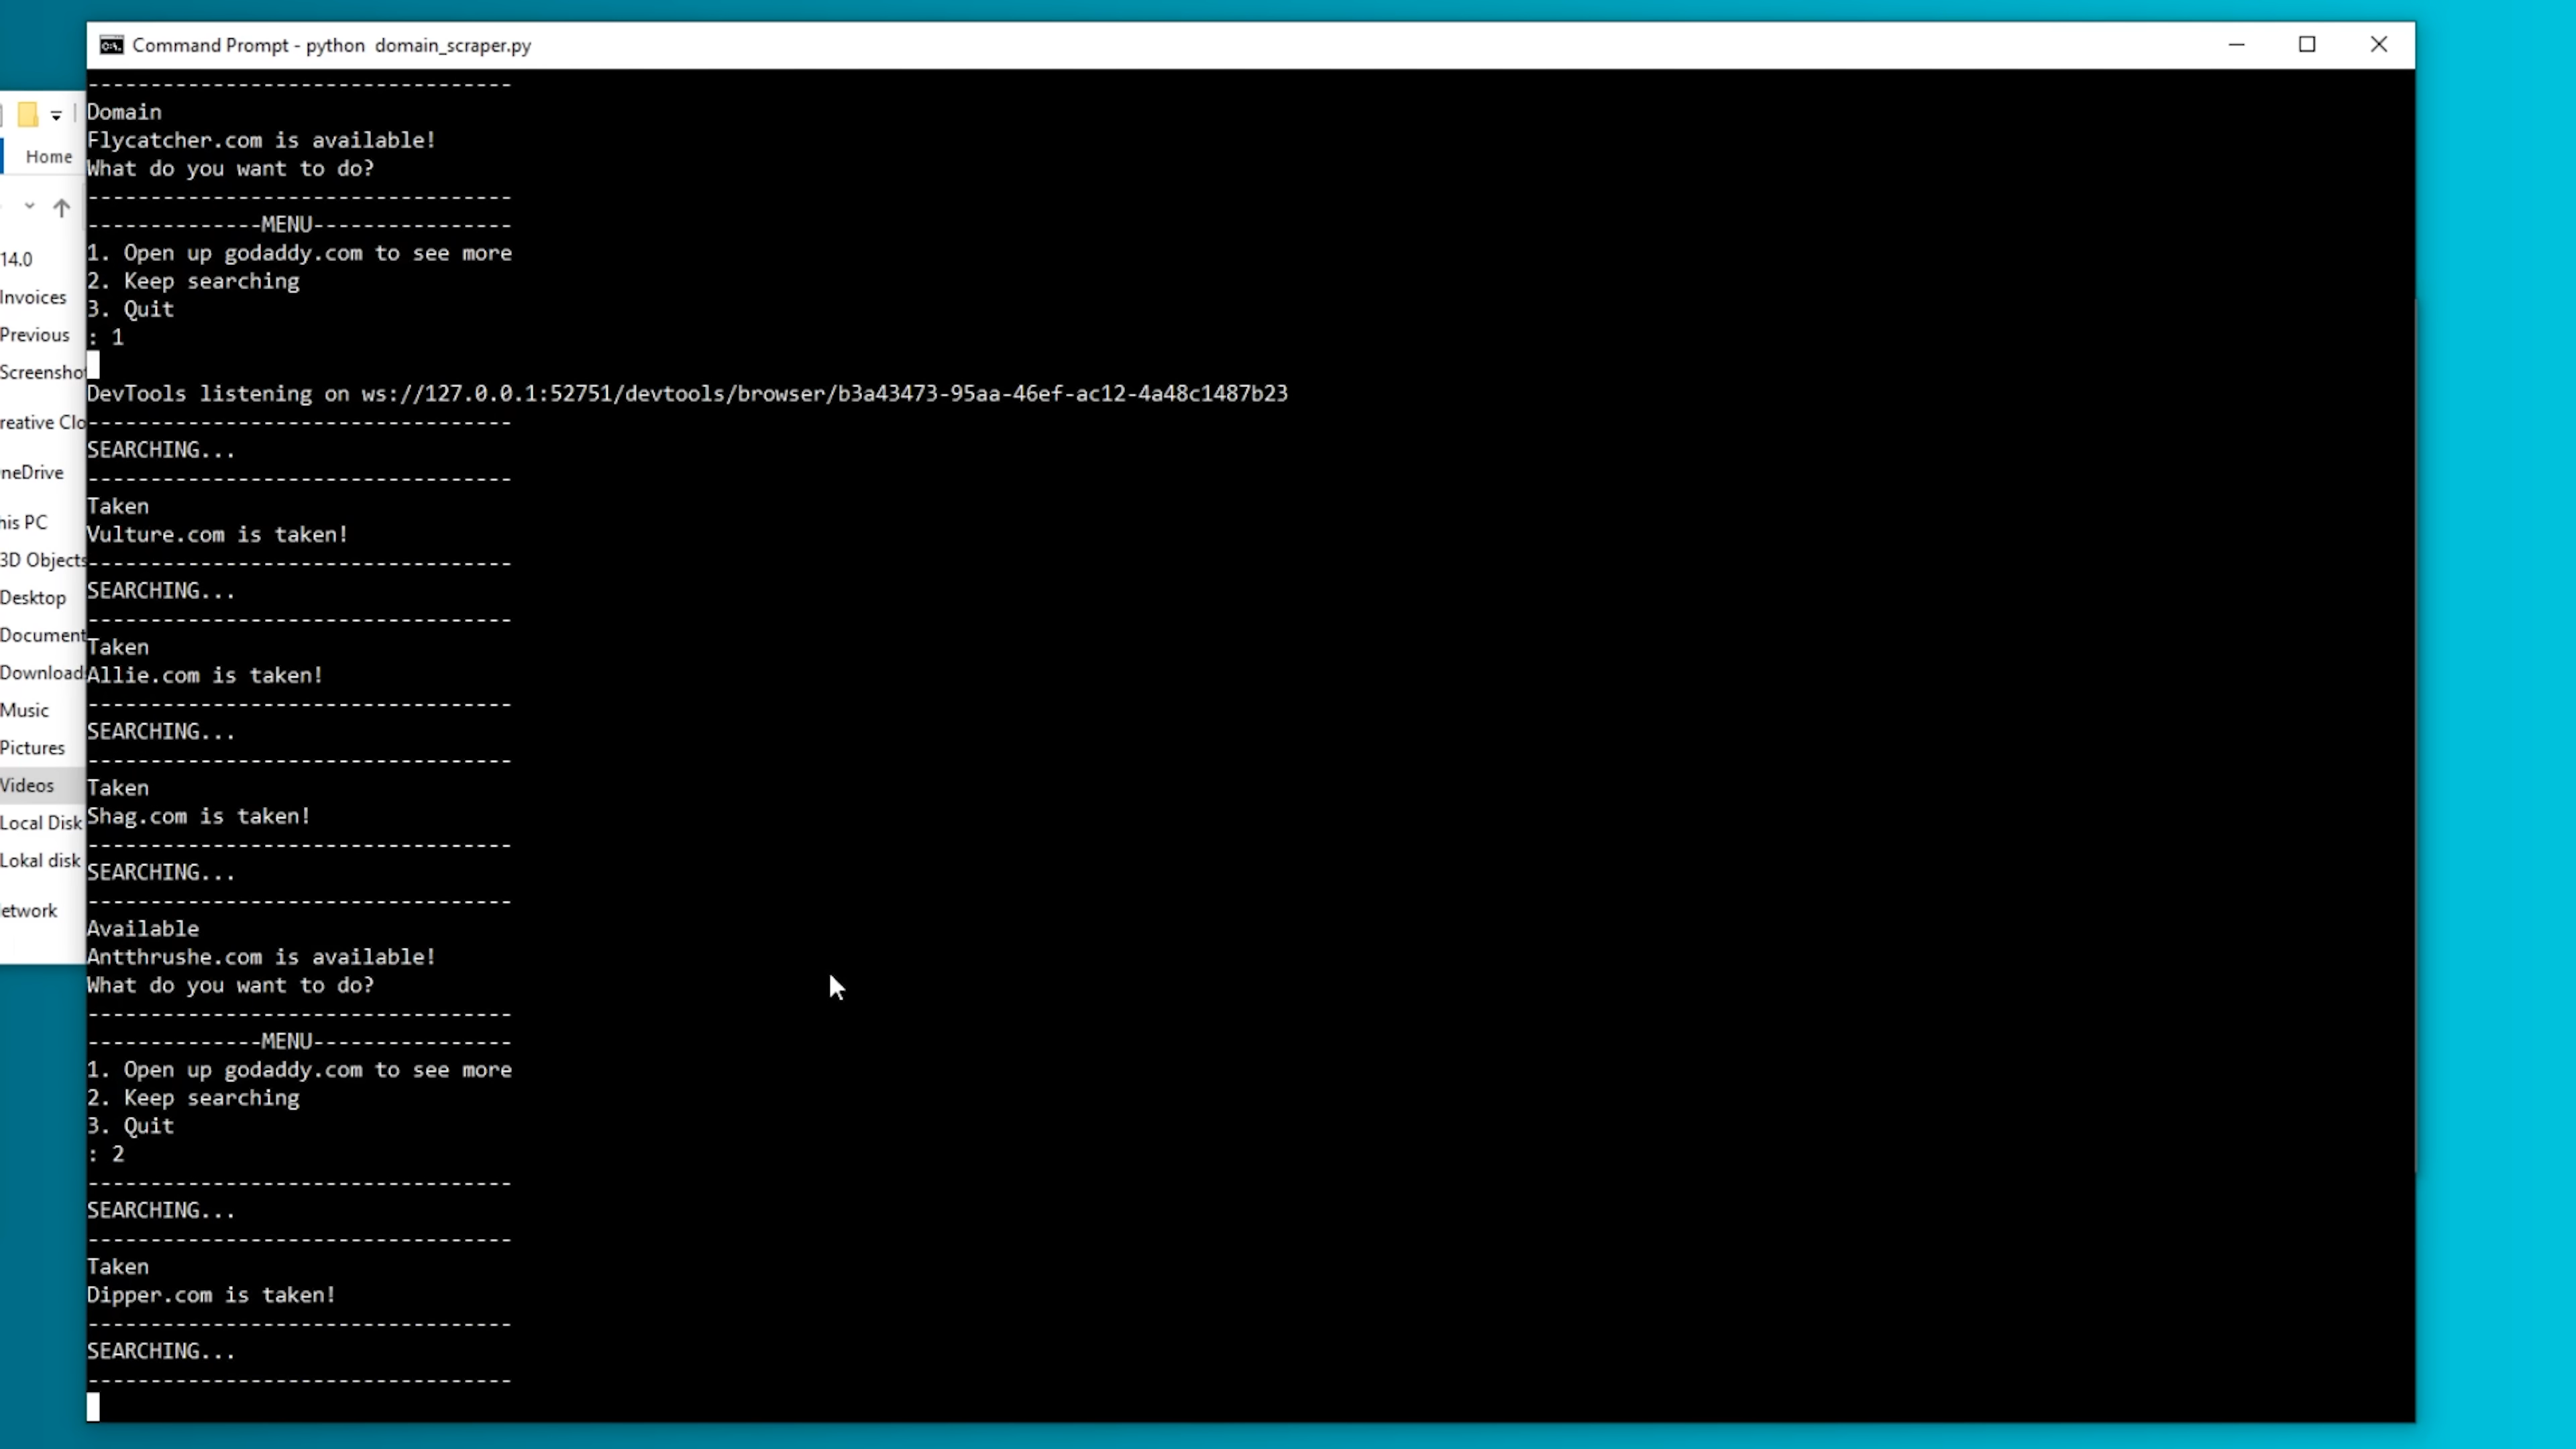 Command Prompt - python  domain_scraper.py
----------------------------------
Domain
Flycatcher.com is available!
What do you want to do?
----------------------------------
--------------MENU----------------
1. Open up godaddy.com to see more
2. Keep searching
3. Quit
: 1
DevTools listening on ws://127.0.0.1:52751/devtools/browser/b3a43473-95aa-46ef-ac12-4a48c1487b23
----------------------------------
SEARCHING...
----------------------------------
Taken
Vulture.com is taken!
----------------------------------
SEARCHING...
----------------------------------
Taken
Allie.com is taken!
----------------------------------
SEARCHING...
----------------------------------
Taken
Shag.com is taken!
----------------------------------
SEARCHING...
----------------------------------
Available
Antthrushe.com is available!
What do you want to do?
----------------------------------
--------------MENU----------------
1. Open up godaddy.com to see more
2. Keep searching
3. Quit
: 2
----------------------------------
SEARCHING...
----------------------------------
Taken
Dipper.com is taken!
----------------------------------
SEARCHING...
----------------------------------
Home
14.0
Invoices
Previous
Screenshot
reative Clo
neDrive
his PC
3D Objects
Desktop
Document
Download
Music
Pictures
Videos
Local Disk
Lokal disk
etwork